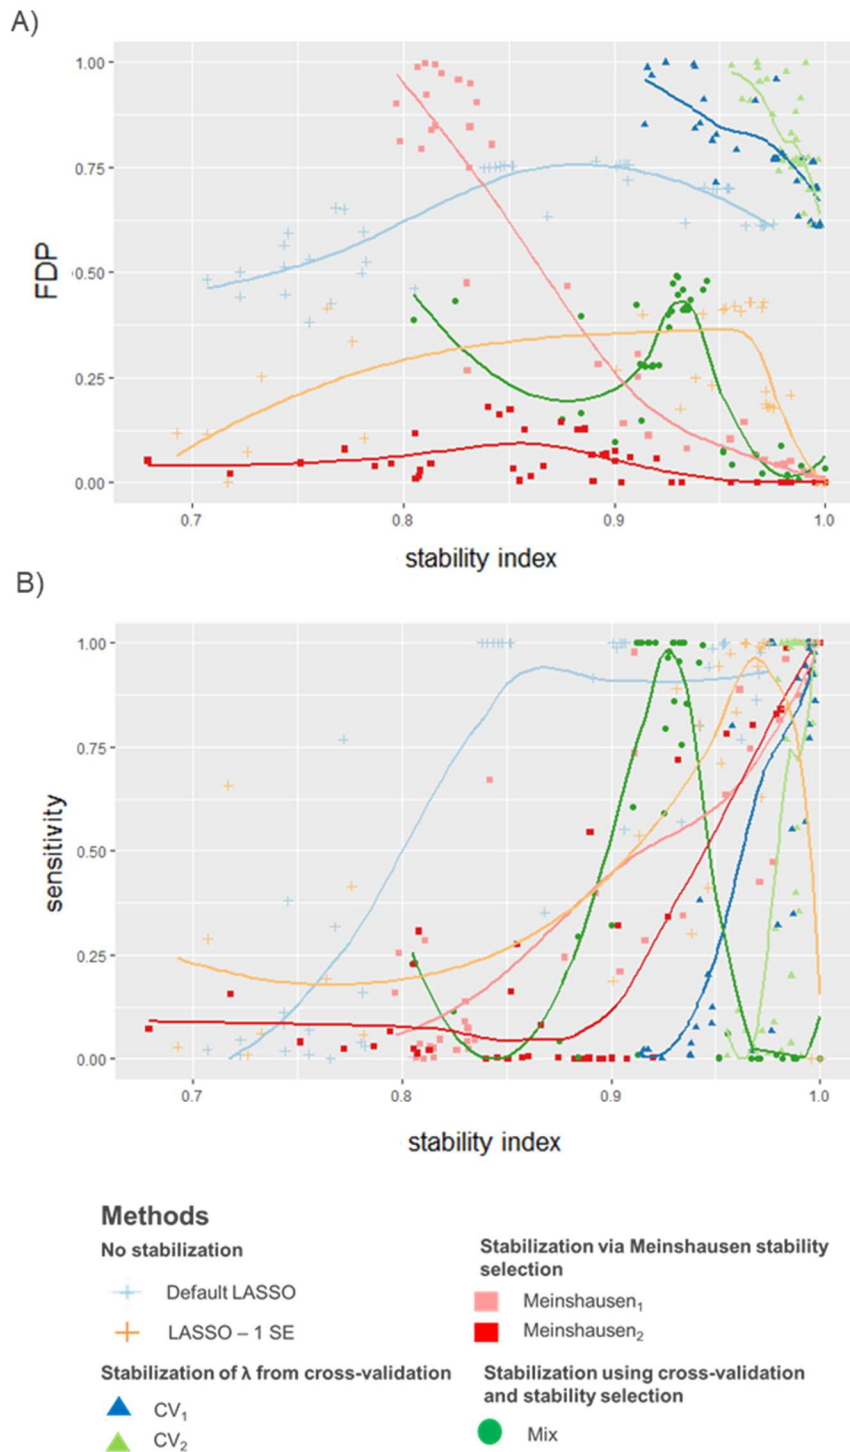 A)
1.00
0.75
0.50
0.25
0.00
FDP
0.7 0.8 0.9 1.0
stability index
B)
1.00
0.75
0.50
0.25
0.00
sensitivity
0.7 0.8 0.9 1.0
stability index
Methods
No stabilization
Default LASSO
LASSO – 1 SE
Stabilization of λ from cross-validation
CV₁
CV₂
Stabilization via Meinshausen stability
selection
Meinshausen₁
Meinshausen₂
Stabilization using cross-validation
and stability selection
Mix